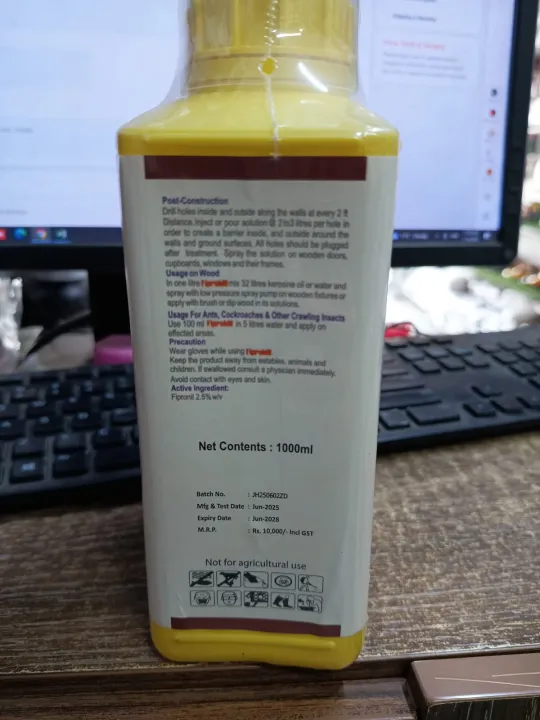 Post-Construction
Drill holes inside and outside along the walls at every 2 ft
Distance.Inject or pour solution @ 2 to3 litres per hole in
order to create a barrier inside, and outside around the
walls and ground surfaces. All holes should be plugged
after treatment. Spray the solution on wooden doors,
cupboards, windows and their frames.
Usage on Wood
In one litre Fiprokill mix 32 litres kerosine oil or water and
spray with low pressure spray pump on wooden fixtures or
apply with brush or dip wood in its solutions.
Usage For Ants, Cockroaches & Other Crawling Insects
Use 100 ml Fiprokill in 5 litres water and apply on
effected areas.
Precaution
Wear gloves while using Fiprokill.
Keep the product away from eatables, animals and
children. If swallowed consult a physician immediately.
Avoid contact with eyes and skin.
Active Ingredient:
Fipronil 2.5%w/v
Net Contents : 1000ml
Batch No. : JH250602ZD
Mfg & Test Date : Jun-2025
Expiry Date : Jun-2028
M.R.P. : Rs. 10,000/- Incl GST
Not for agricultural use